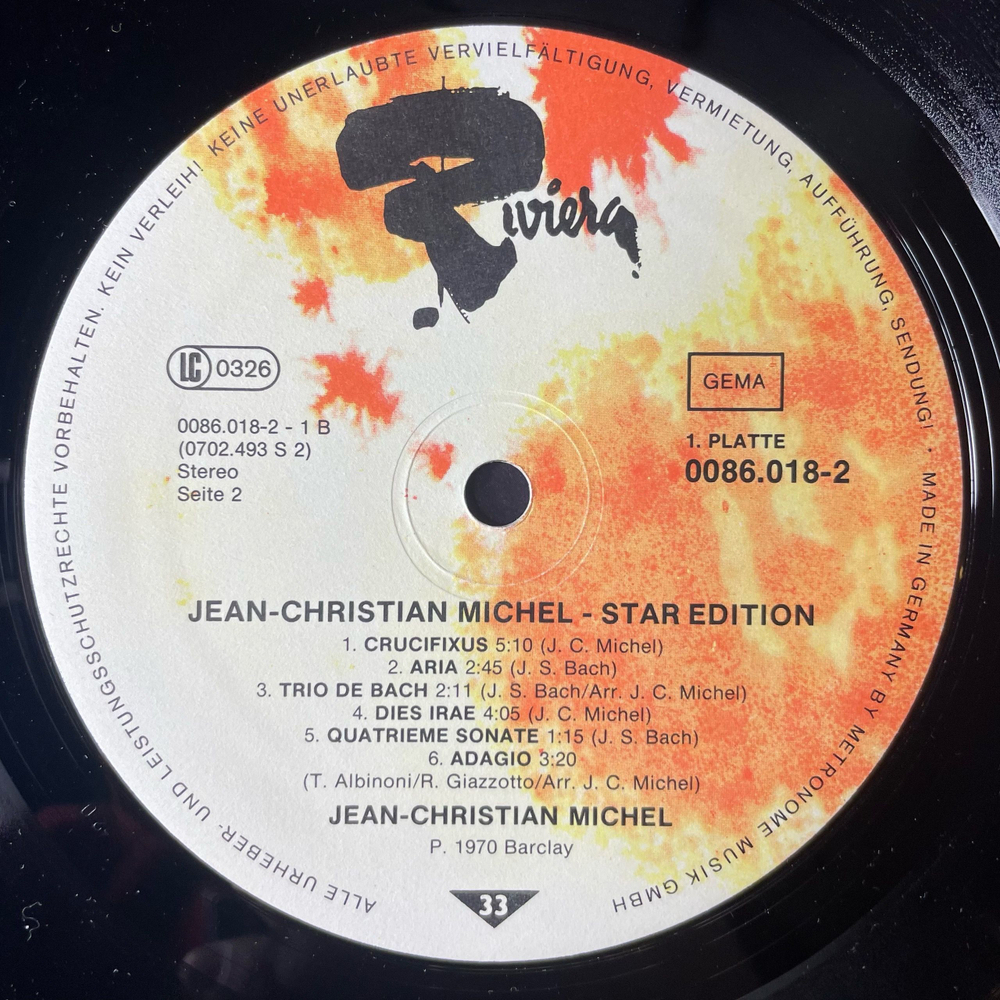 ALLE URHEBER- UND LEISTUNGSSCHUTZRECHTE VORBEHALTEN. KEIN VERLEIH! KEINE UNERLAUBTE VERVIELFÄLTIGUNG, VERMIETUNG, AUFFÜHRUNG, SENDUNG! · MADE IN GERMANY BY METRONOME MUSIK GMBH
Riviera
LC 0326
GEMA
0086.018-2 - 1 B
(0702.493 S 2)
Stereo
Seite 2
1. PLATTE
0086.018-2
JEAN-CHRISTIAN MICHEL - STAR EDITION
1. CRUCIFIXUS 5:10 (J. C. Michel)
2. ARIA 2:45 (J. S. Bach)
3. TRIO DE BACH 2:11 (J. S. Bach/Arr. J. C. Michel)
4. DIES IRAE 4:05 (J. C. Michel)
5. QUATRIEME SONATE 1:15 (J. S. Bach)
6. ADAGIO 3:20
(T. Albinoni/R. Giazzotto/Arr. J. C. Michel)
JEAN-CHRISTIAN MICHEL
P. 1970 Barclay
33